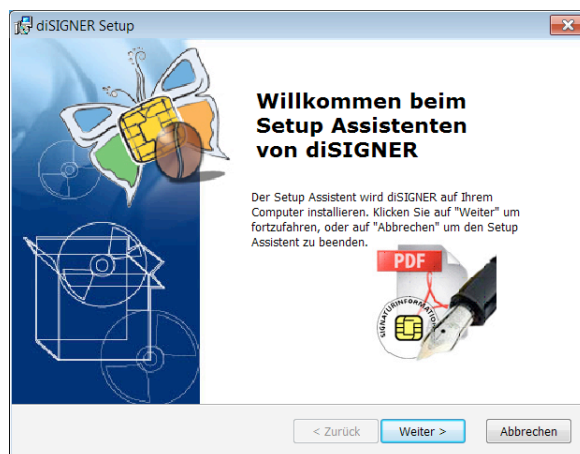 diSIGNER Setup
Willkommen beim
Setup Assistenten
von diSIGNER
Der Setup Assistent wird diSIGNER auf Ihrem
Computer installieren. Klicken Sie auf "Weiter" um
fortzufahren, oder auf "Abbrechen" um den Setup
Assistent zu beenden.
PDF
SIGNATURINFORMATION
< Zurück
Weiter >
Abbrechen